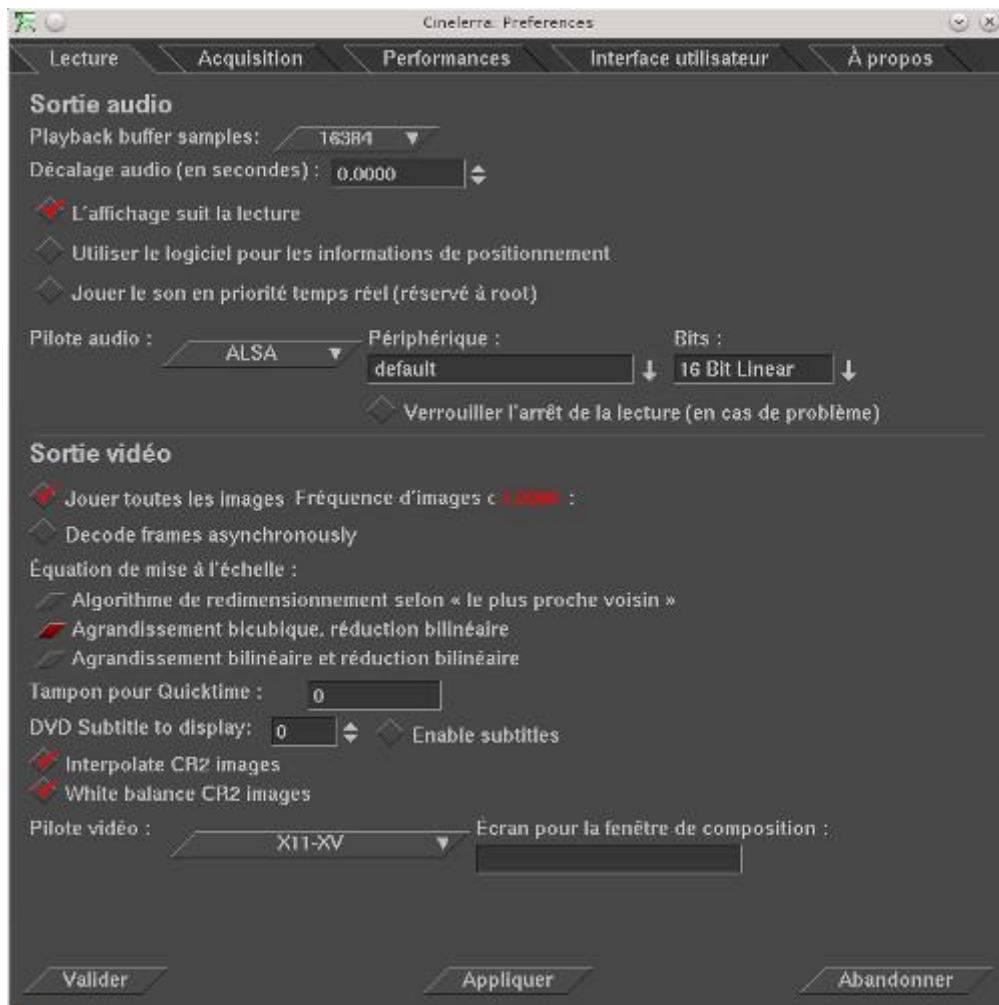 Cinelerra: Preferences
Lecture Acquisition Performances Interface utilisateur À propos
Sortie audio
Playback buffer samples: 16384
Décalage audio (en secondes) : 0.0000
L'affichage suit la lecture
Utiliser le logiciel pour les informations de positionnement
Jouer le son en priorité temps réel (réservé à root)
Pilote audio : ALSA Périphérique : Bits :
default 16 Bit Linear
Verrouiller l'arrêt de la lecture (en cas de problème)
Sortie vidéo
Jouer toutes les images Fréquence d'images c :
Decode frames asynchronously
Équation de mise à l'échelle :
Algorithme de redimensionnement selon « le plus proche voisin »
Agrandissement bicubique, réduction bilinéaire
Agrandissement bilinéaire et réduction bilinéaire
Tampon pour Quicktime : 0
DVD Subtitle to display: 0 Enable subtitles
Interpolate CR2 images
White balance CR2 images
Pilote vidéo : X11-XV Écran pour la fenêtre de composition :
Valider Appliquer Abandonner